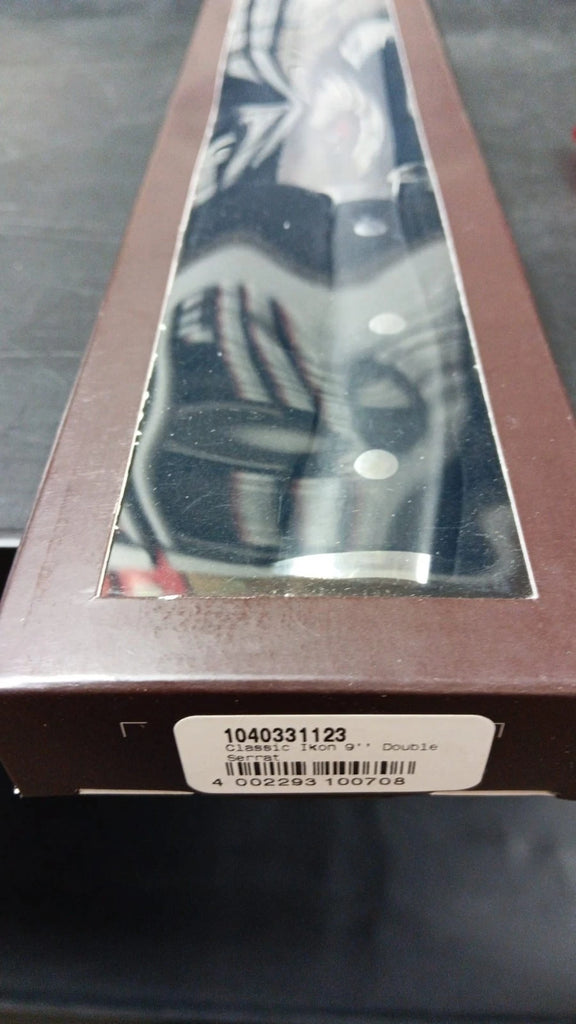 1040331123
Classic Ikon 9'' Double
Serrat
4 002293 100708